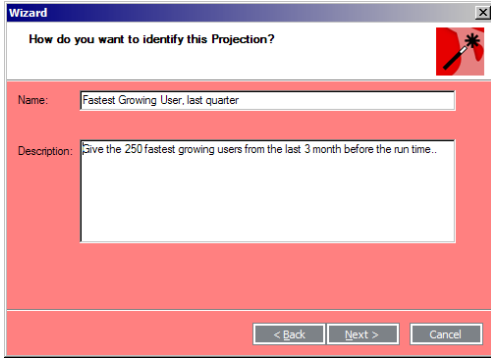 Wizard
How do you want to identify this Projection?
Name:
Fastest Growing User, last quarter
Description:
Give the 250 fastest growing users from the last 3 month before the run time..
< Back
Next >
Cancel